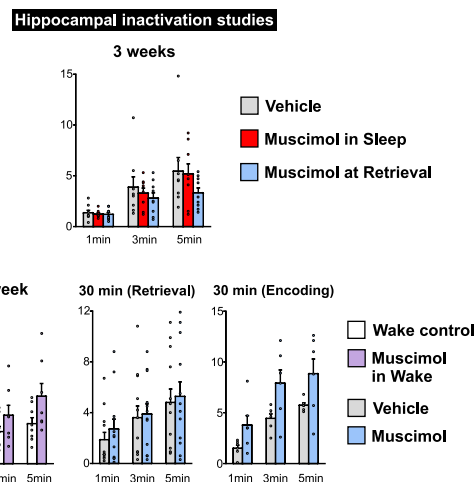 Hippocampal inactivation studies
3 weeks
15
10
5
0
1min 3min 5min
Vehicle
Muscimol in Sleep
Muscimol at Retrieval
eek
min 5min
30 min (Retrieval)
12
8
4
0
1min 3min 5min
30 min (Encoding)
15
10
5
0
1min 3min 5min
Wake control
Muscimol
in Wake
Vehicle
Muscimol